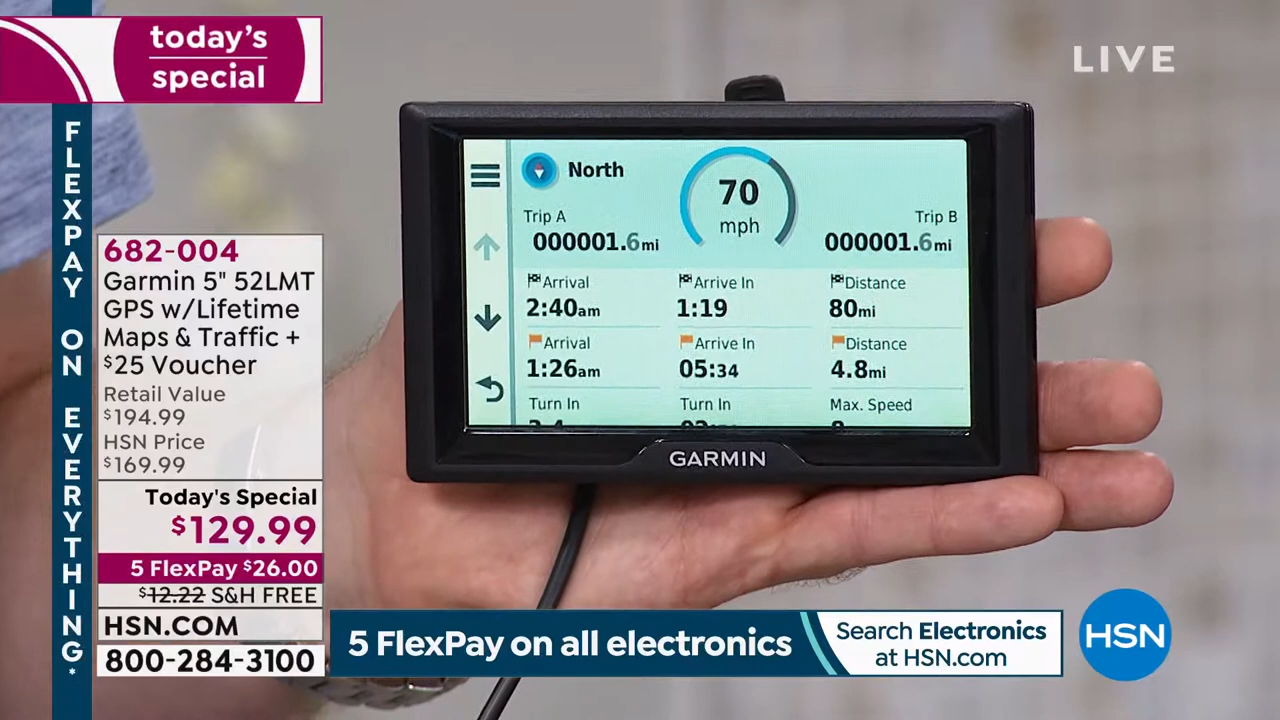 today's
special
LIVE
FLEXPAY ON EVERYTHING*
682-004
Garmin 5" 52LMT
GPS w/Lifetime
Maps & Traffic +
$25 Voucher
Retail Value
$194.99
HSN Price
$169.99
Today's Special
$129.99
5 FlexPay $26.00
$12.22 S&H FREE
HSN.COM
800-284-3100
North
70
mph
Trip A
000001.6mi
Trip B
000001.6mi
Arrival
2:40am
Arrive In
1:19
Distance
80mi
Arrival
1:26am
Arrive In
05:34
Distance
4.8mi
Turn In
Turn In
Max. Speed
GARMIN
5 FlexPay on all electronics
Search Electronics
at HSN.com
HSN